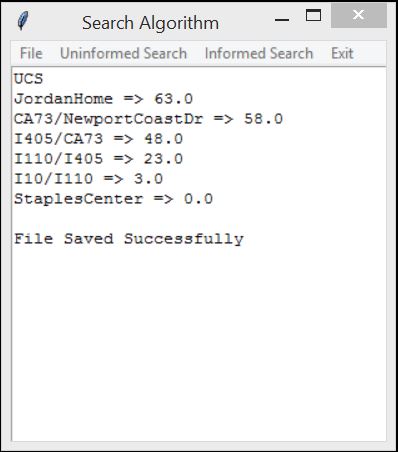 Search Algorithm
File Uninformed Search Informed Search Exit
UCS
JordanHome => 63.0
CA73/NewportCoastDr => 58.0
I405/CA73 => 48.0
I110/I405 => 23.0
I10/I110 => 3.0
StaplesCenter => 0.0
File Saved Successfully